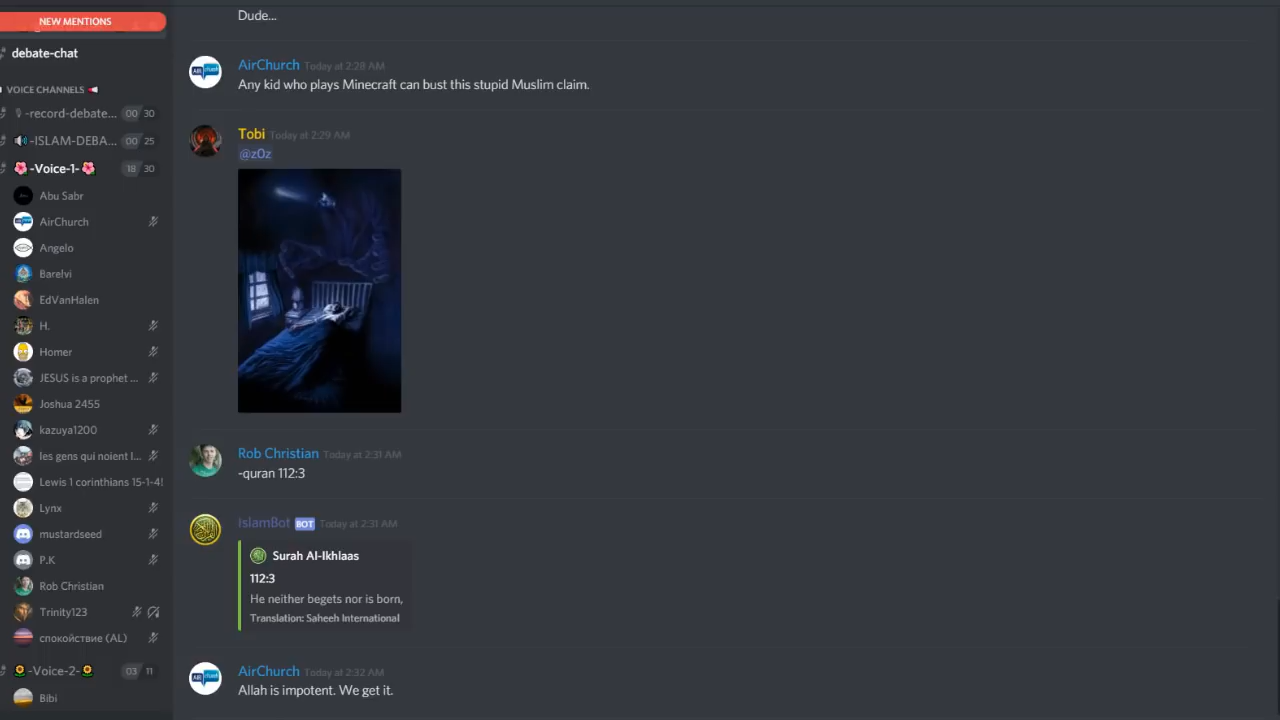 NEW MENTIONS
debate-chat
VOICE CHANNELS
-record-debate... 00 30
-ISLAM-DEBA... 00 25
-Voice-1- 18 30
Abu Sabr
AirChurch
Angelo
Barelvi
EdVanHalen
H.
Homer
JESUS is a prophet ...
Joshua 2455
kazuya1200
les gens qui noient l...
Lewis 1 corinthians 15-1-4!
Lynx
mustardseed
P.K
Rob Christian
Trinity123
спокойствие (AL)
-Voice-2- 03 11
Bibi
Dude...
AirChurch Today at 2:28 AM
Any kid who plays Minecraft can bust this stupid Muslim claim.
Tobi Today at 2:29 AM
@z0z
Rob Christian Today at 2:31 AM
-quran 112:3
IslamBot BOT Today at 2:31 AM
Surah Al-Ikhlaas
112:3
He neither begets nor is born,
Translation: Saheeh International
AirChurch Today at 2:32 AM
Allah is impotent. We get it.